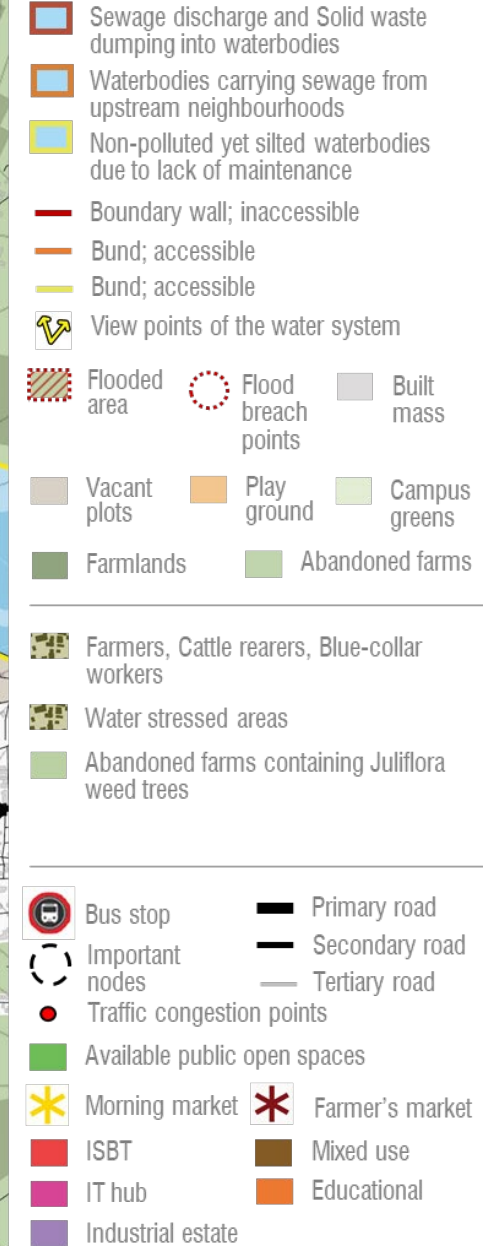 Sewage discharge and Solid waste
dumping into waterbodies
Waterbodies carrying sewage from
upstream neighbourhoods
Non-polluted yet silted waterbodies
due to lack of maintenance
Boundary wall; inaccessible
Bund; accessible
Bund; accessible
View points of the water system
Flooded
area
Flood
breach
points
Built
mass
Vacant
plots
Play
ground
Campus
greens
Farmlands
Abandoned farms
Farmers, Cattle rearers, Blue-collar
workers
Water stressed areas
Abandoned farms containing Juliflora
weed trees
Bus stop
Primary road
Important
nodes
Secondary road
Tertiary road
Traffic congestion points
Available public open spaces
Morning market
Farmer's market
ISBT
Mixed use
IT hub
Educational
Industrial estate